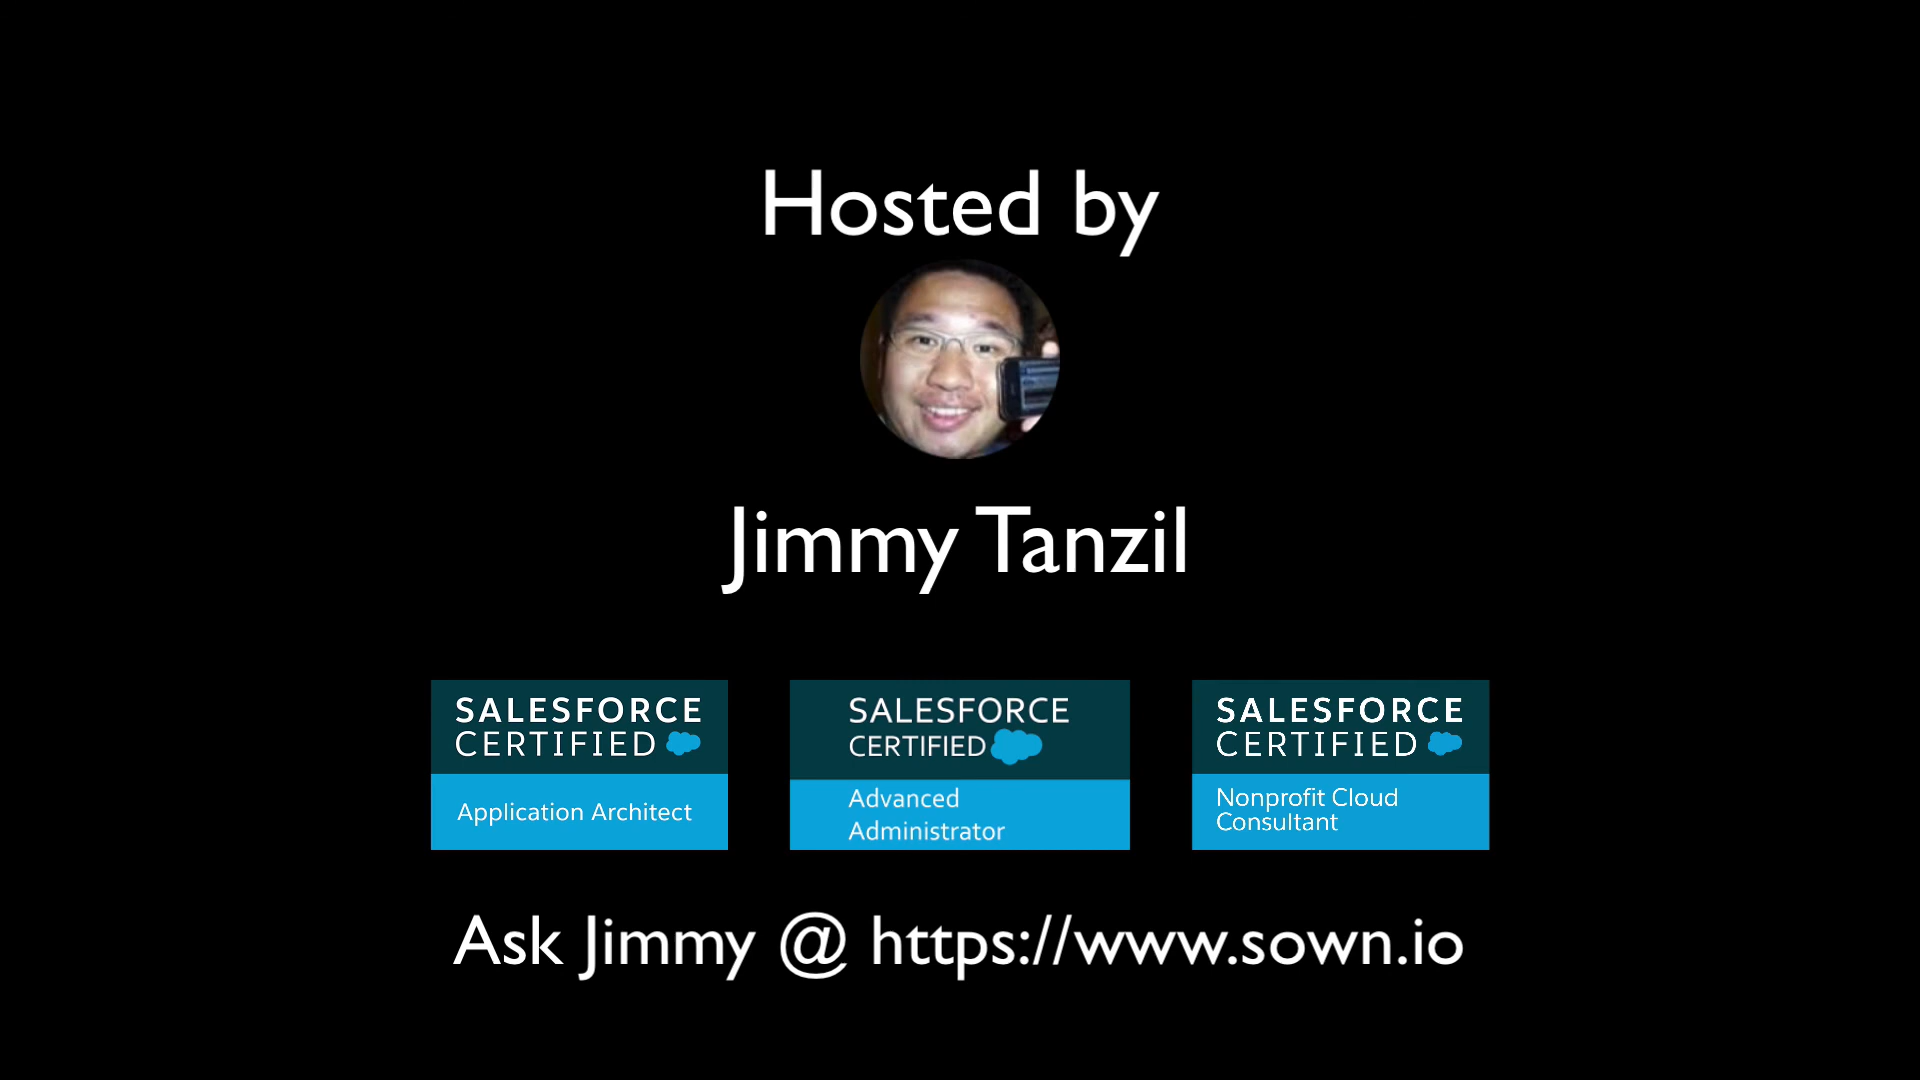 Hosted by
Jimmy Tanzil
SALESFORCE
CERTIFIED
Application Architect
SALESFORCE
CERTIFIED
Advanced
Administrator
SALESFORCE
CERTIFIED
Nonprofit Cloud
Consultant
Ask Jimmy @ https://www.sown.io